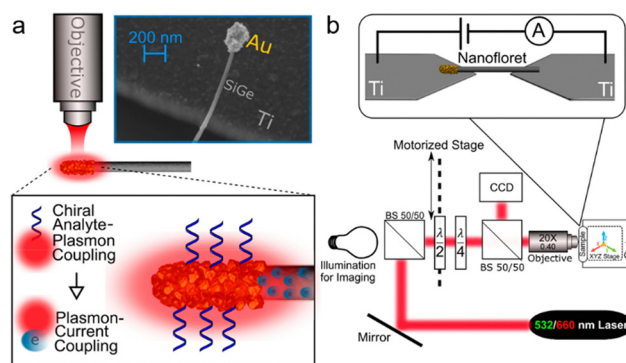 a
Objective
200 nm
Au
SiGe
Ti
Chiral
Analyte-
Plasmon
Coupling
Plasmon-
Current
Coupling
e
b
A
Nanofloret
Ti
Ti
Motorized Stage
CCD
BS 50/50
λ
2
λ
4
20X
0.40
Sample
XYZ Stage
Illumination
for Imaging
BS 50/50
Objective
Mirror
532/660 nm Laser